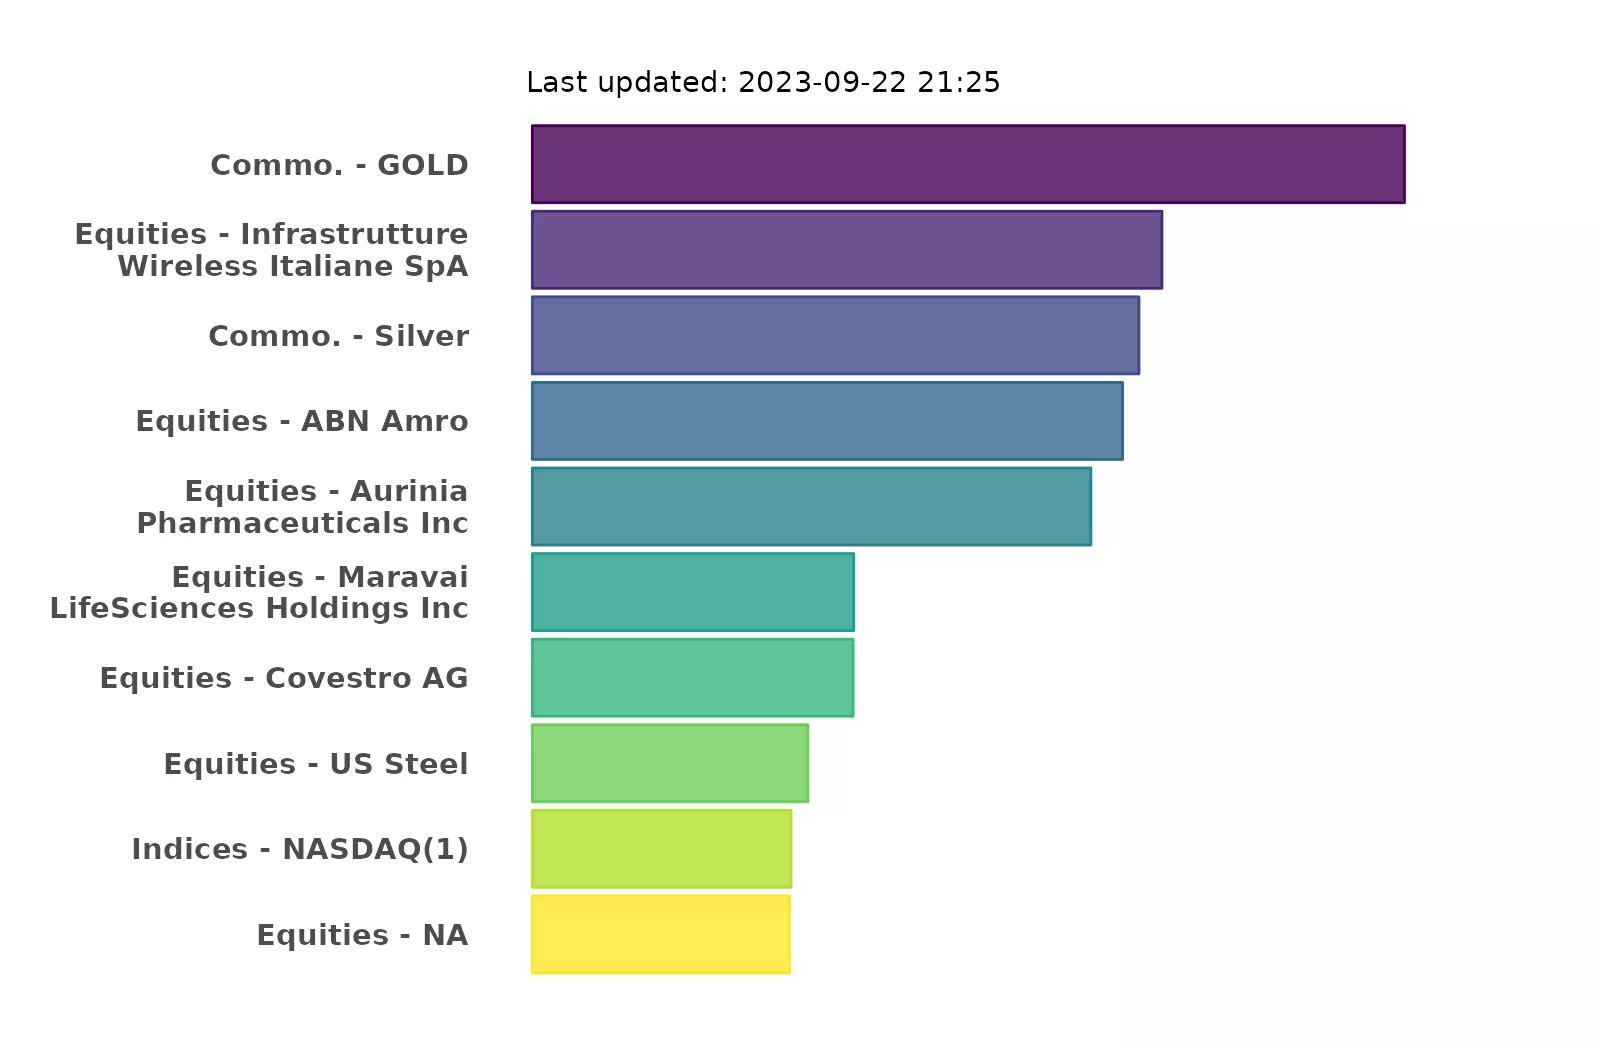 Last updated: 2023-09-22 21:25
Commo. - GOLD
Equities - Infrastrutture
Wireless Italiane SpA
Commo. - Silver
Equities - ABN Amro
Equities - Aurinia
Pharmaceuticals Inc
Equities - Maravai
LifeSciences Holdings Inc
Equities - Covestro AG
Equities - US Steel
Indices - NASDAQ(1)
Equities - NA